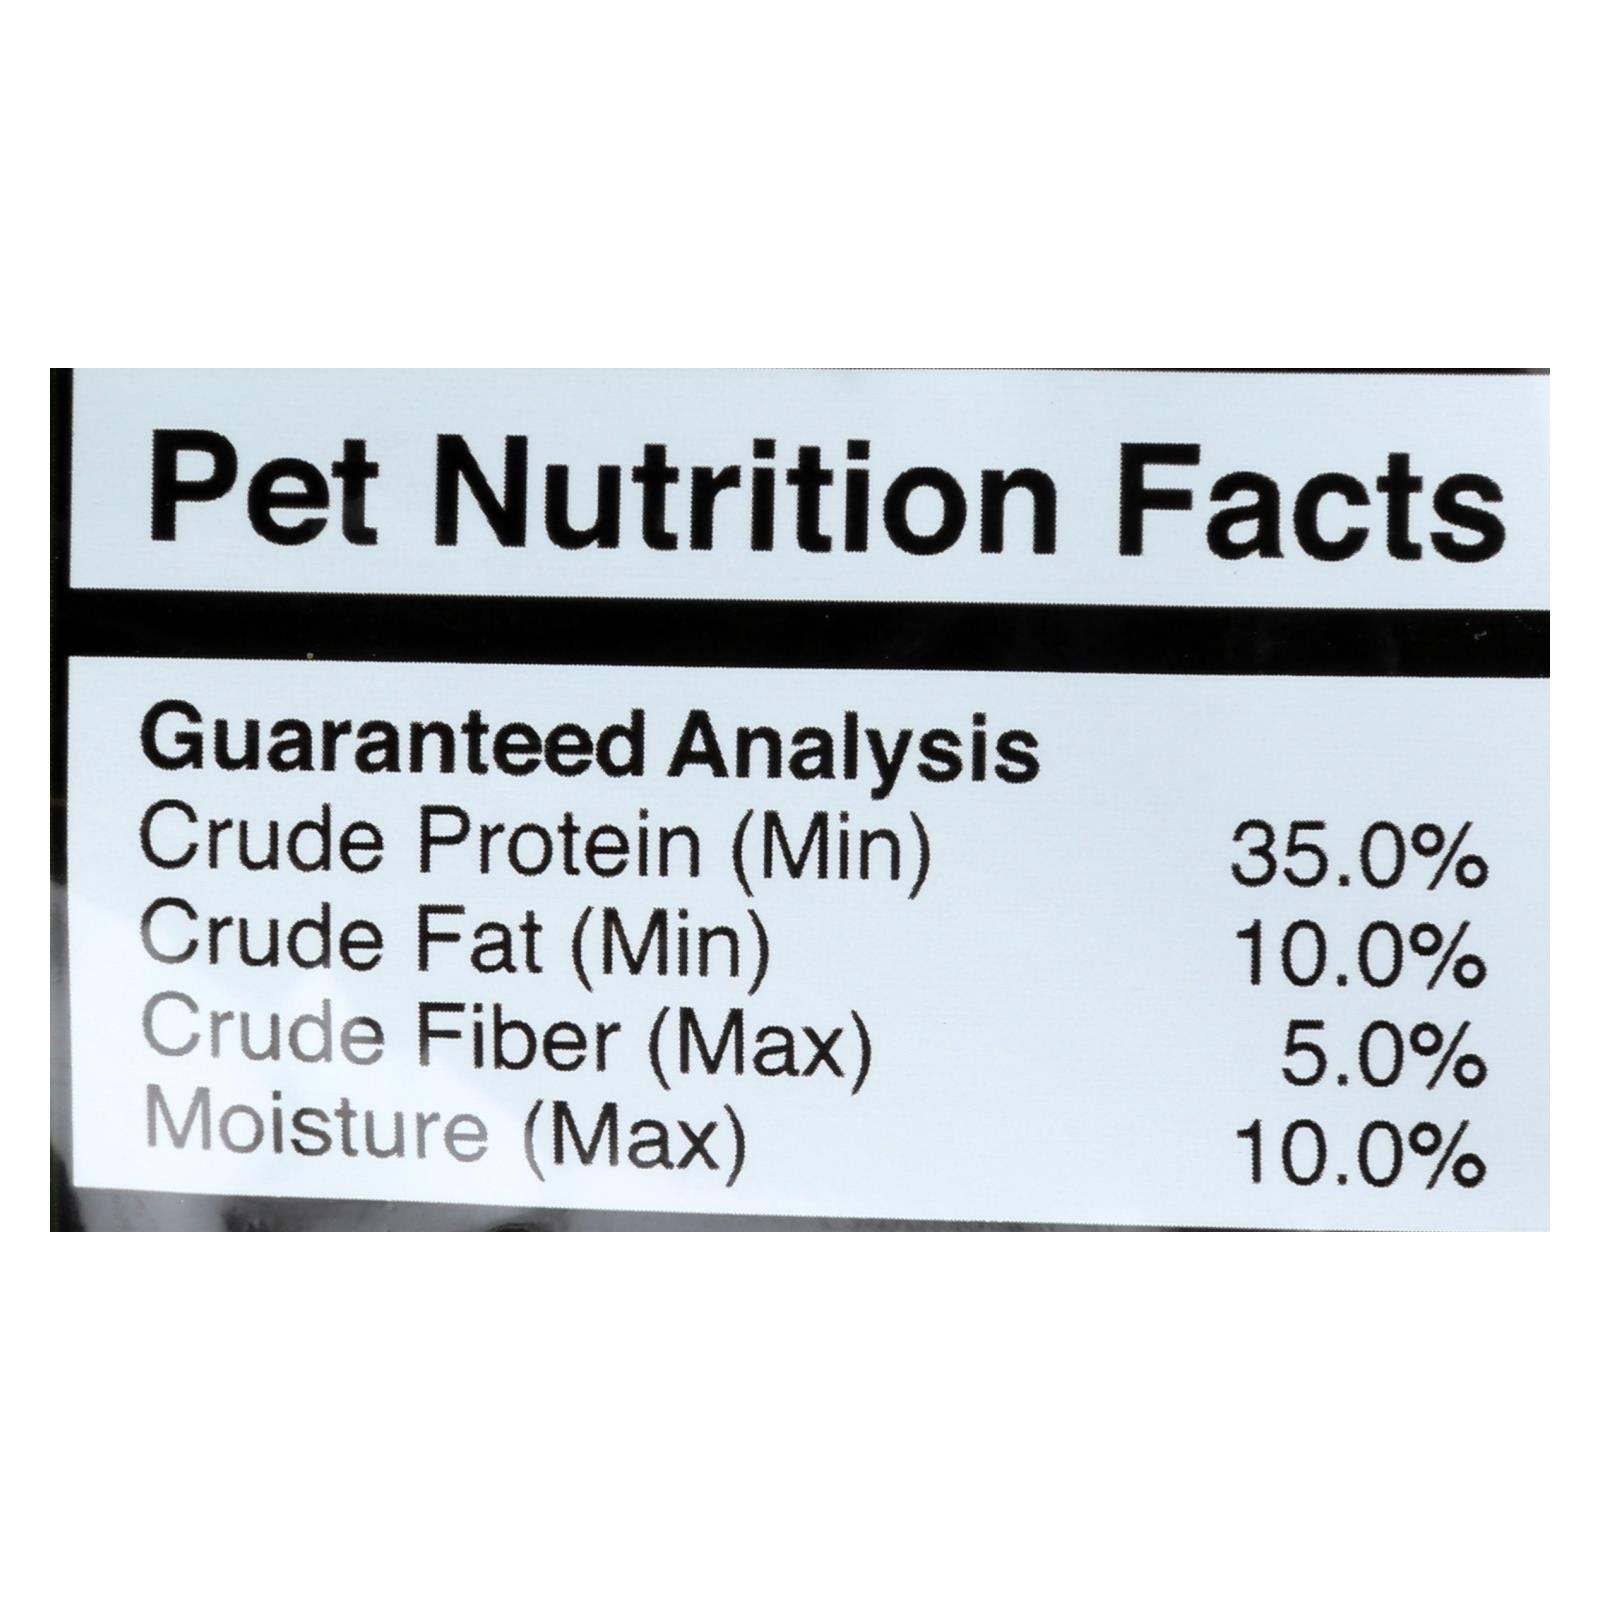 Pet Nutrition Facts
Guaranteed Analysis
Crude Protein (Min) 35.0%
Crude Fat (Min) 10.0%
Crude Fiber (Max) 5.0%
Moisture (Max) 10.0%